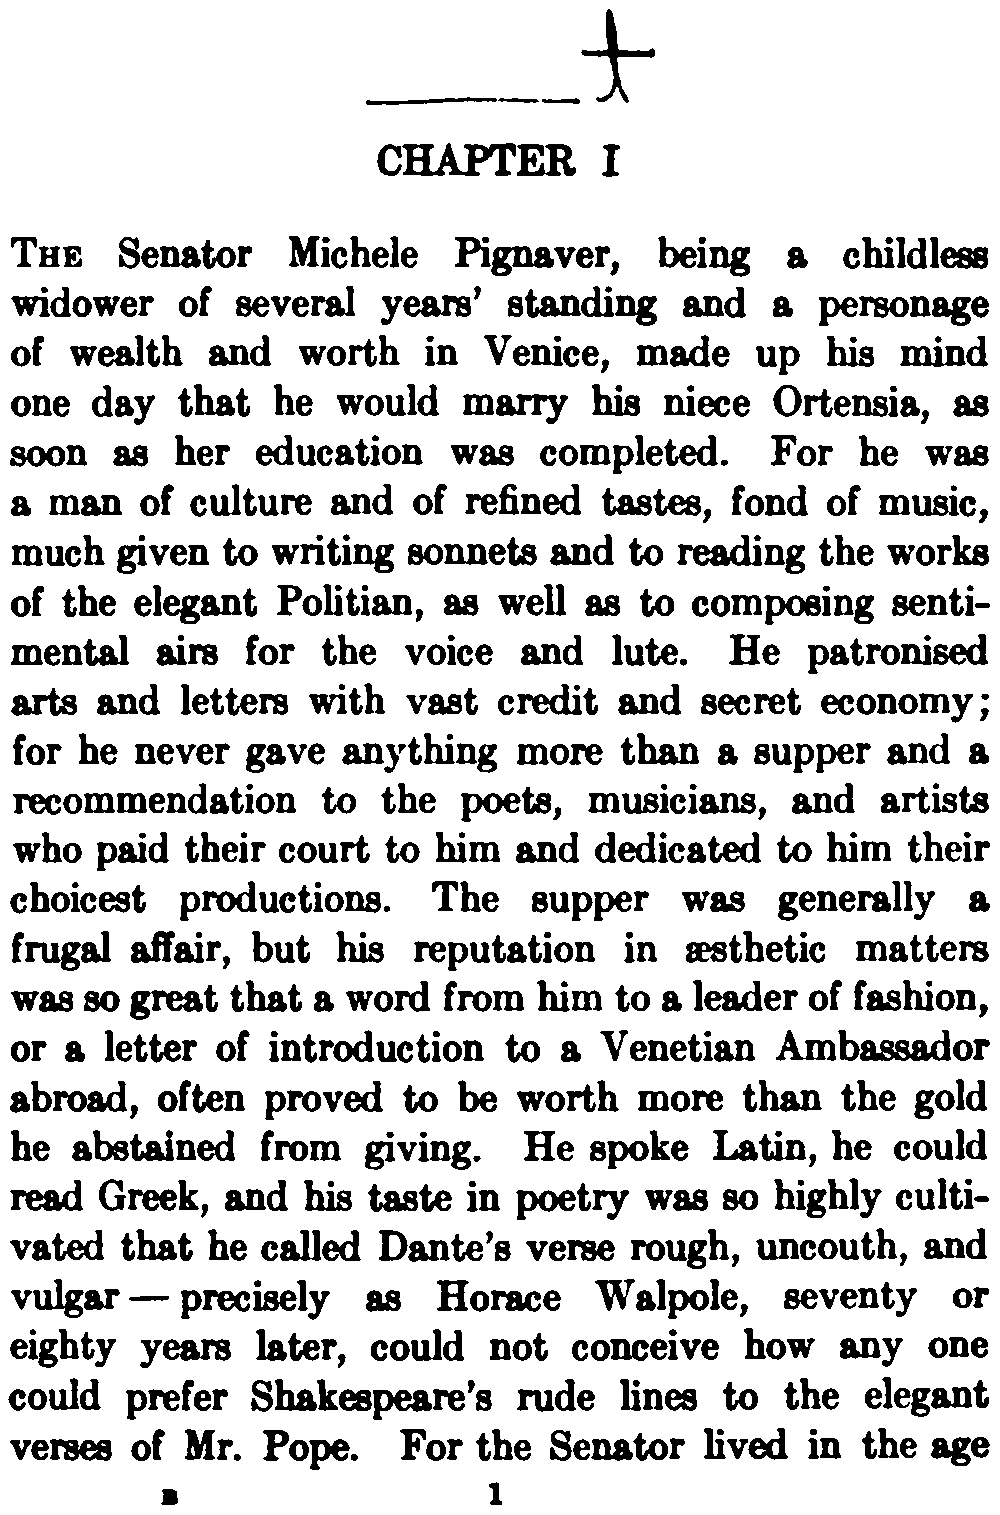 CHAPTER I
THE Senator Michele Pignaver, being a childless
widower of several years' standing and a personage
of wealth and worth in Venice, made up his mind
one day that he would marry his niece Ortensia, as
soon as her education was completed. For he was
a man of culture and of refined tastes, fond of music,
much given to writing sonnets and to reading the works
of the elegant Politian, as well as to composing senti-
mental airs for the voice and lute. He patronised
arts and letters with vast credit and secret economy;
for he never gave anything more than a supper and a
recommendation to the poets, musicians, and artists
who paid their court to him and dedicated to him their
choicest productions. The supper was generally a
frugal affair, but his reputation in æsthetic matters
was so great that a word from him to a leader of fashion,
or a letter of introduction to a Venetian Ambassador
abroad, often proved to be worth more than the gold
he abstained from giving. He spoke Latin, he could
read Greek, and his taste in poetry was so highly culti-
vated that he called Dante's verse rough, uncouth, and
vulgar — precisely as Horace Walpole, seventy or
eighty years later, could not conceive how any one
could prefer Shakespeare's rude lines to the elegant
verses of Mr. Pope. For the Senator lived in the age
B 1